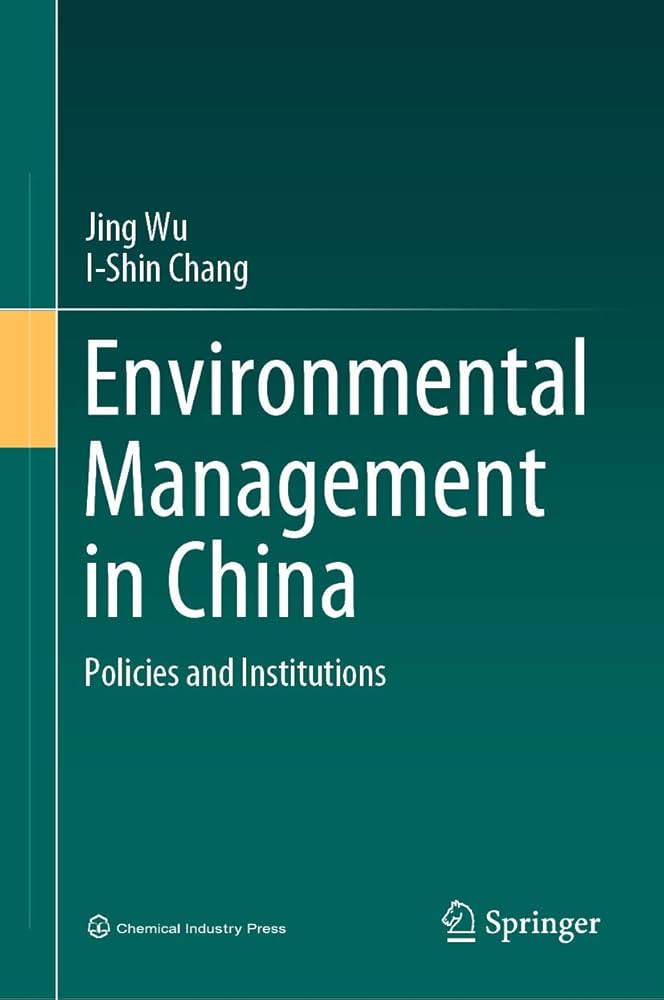 Jing Wu
I-Shin Chang
Environmental
Management
in China
Policies and Institutions
Chemical Industry Press
Springer